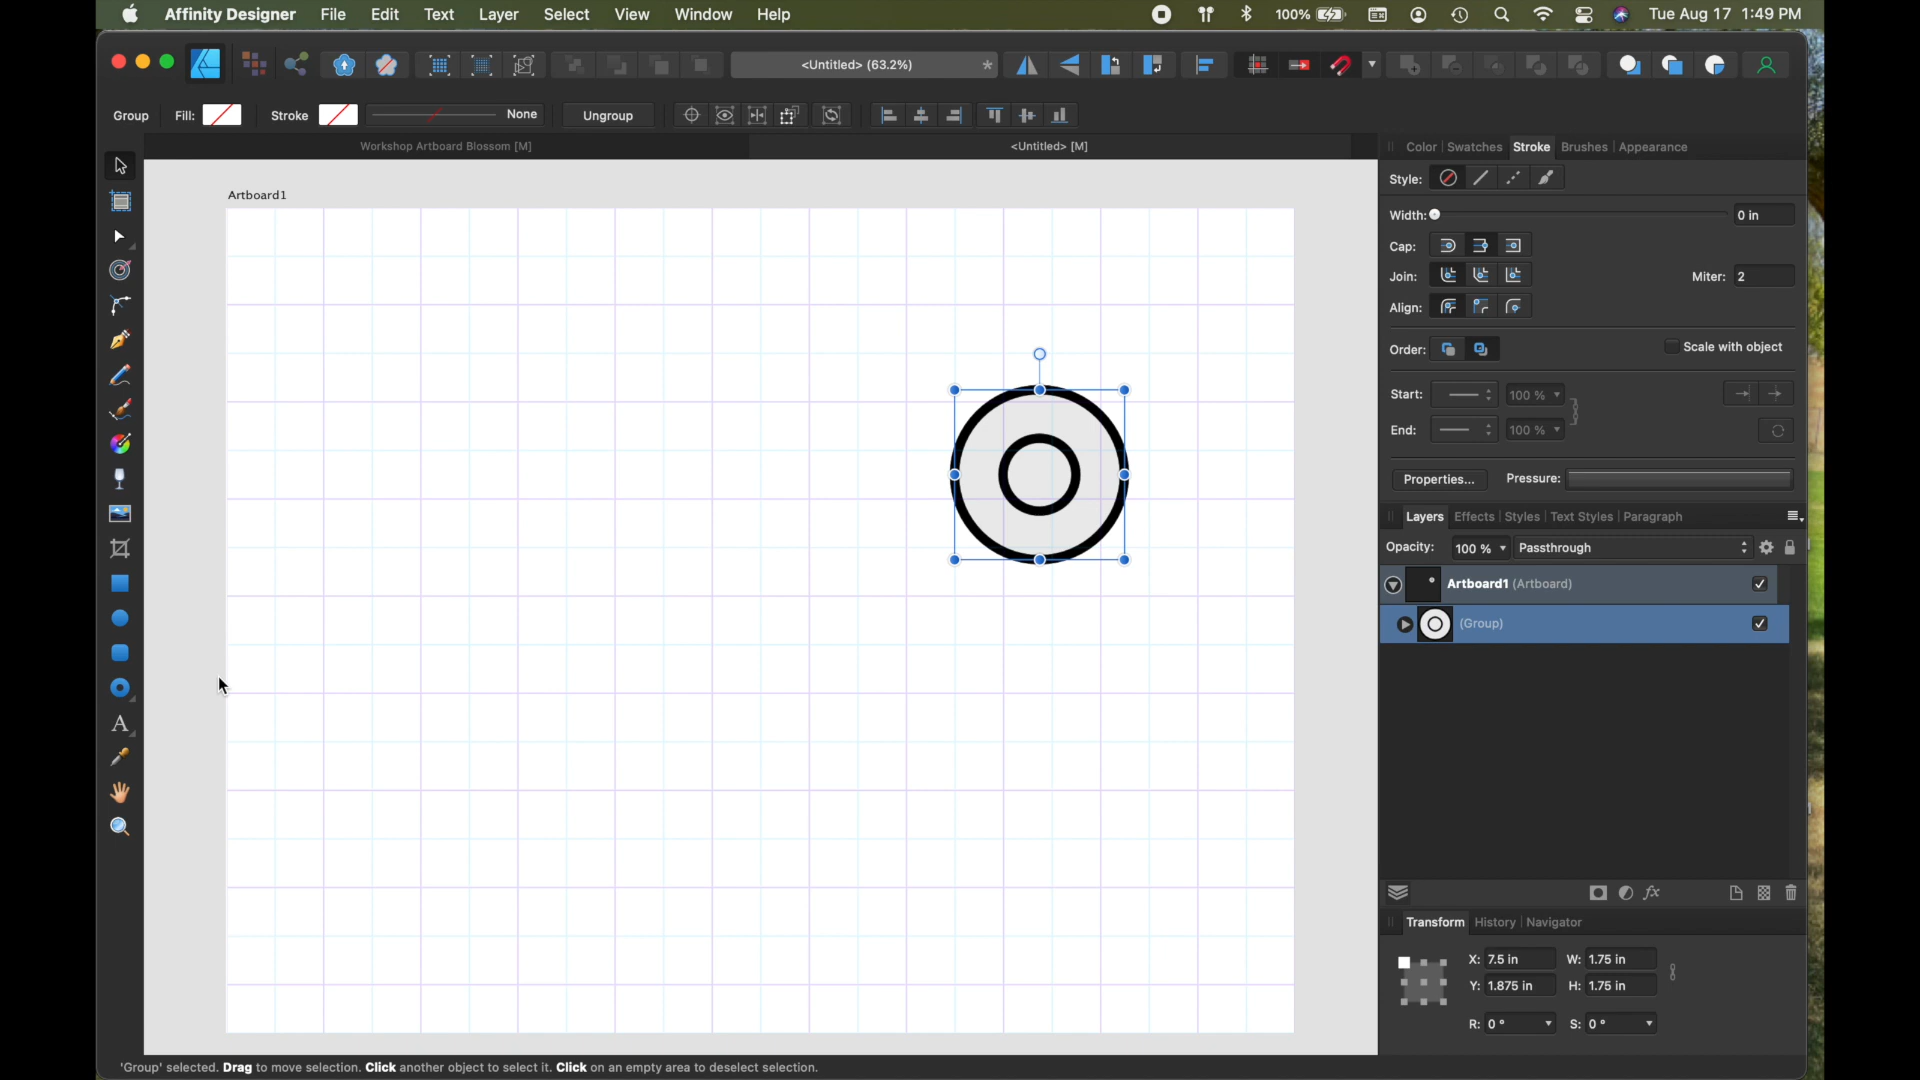 Affinity Designer File Edit Text Layer Select View Window Help 100% Tue Aug 17 1:49 PM
<Untitled> (63.2%) *
Group Fill: Stroke None Ungroup
Workshop Artboard Blossom [M] <Untitled> [M]
Color Swatches Stroke Brushes Appearance
Style:
Artboard1
Width: 0 in
Cap:
Join: Miter: 2
Align:
Order: Scale with object
Start: 100 %
End: 100 %
Properties... Pressure:
Layers Effects Styles Text Styles Paragraph
Opacity: 100 % Passthrough
Artboard1 (Artboard)
(Group)
A
fx
Transform History Navigator
X: 7.5 in W: 1.75 in
Y: 1.875 in H: 1.75 in
R: 0 ° S: 0 °
'Group' selected. Drag to move selection. Click another object to select it. Click on an empty area to deselect selection.